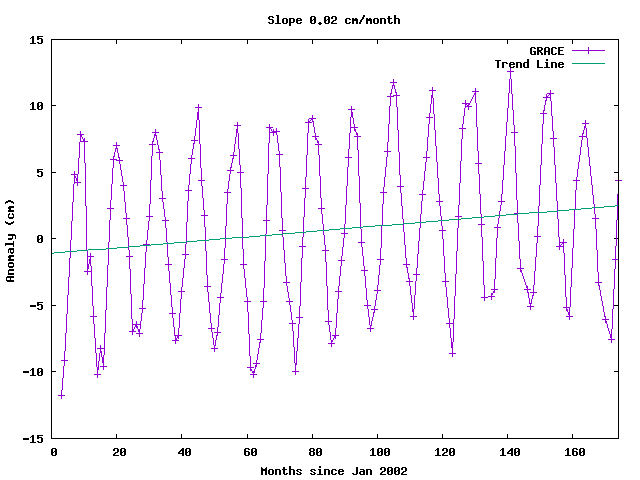 Slope 0.02 cm/month
GRACE
Trend Line
15
10
5
0
-5
-10
-15
Anomaly (cm)
0 20 40 60 80 100 120 140 160
Months since Jan 2002